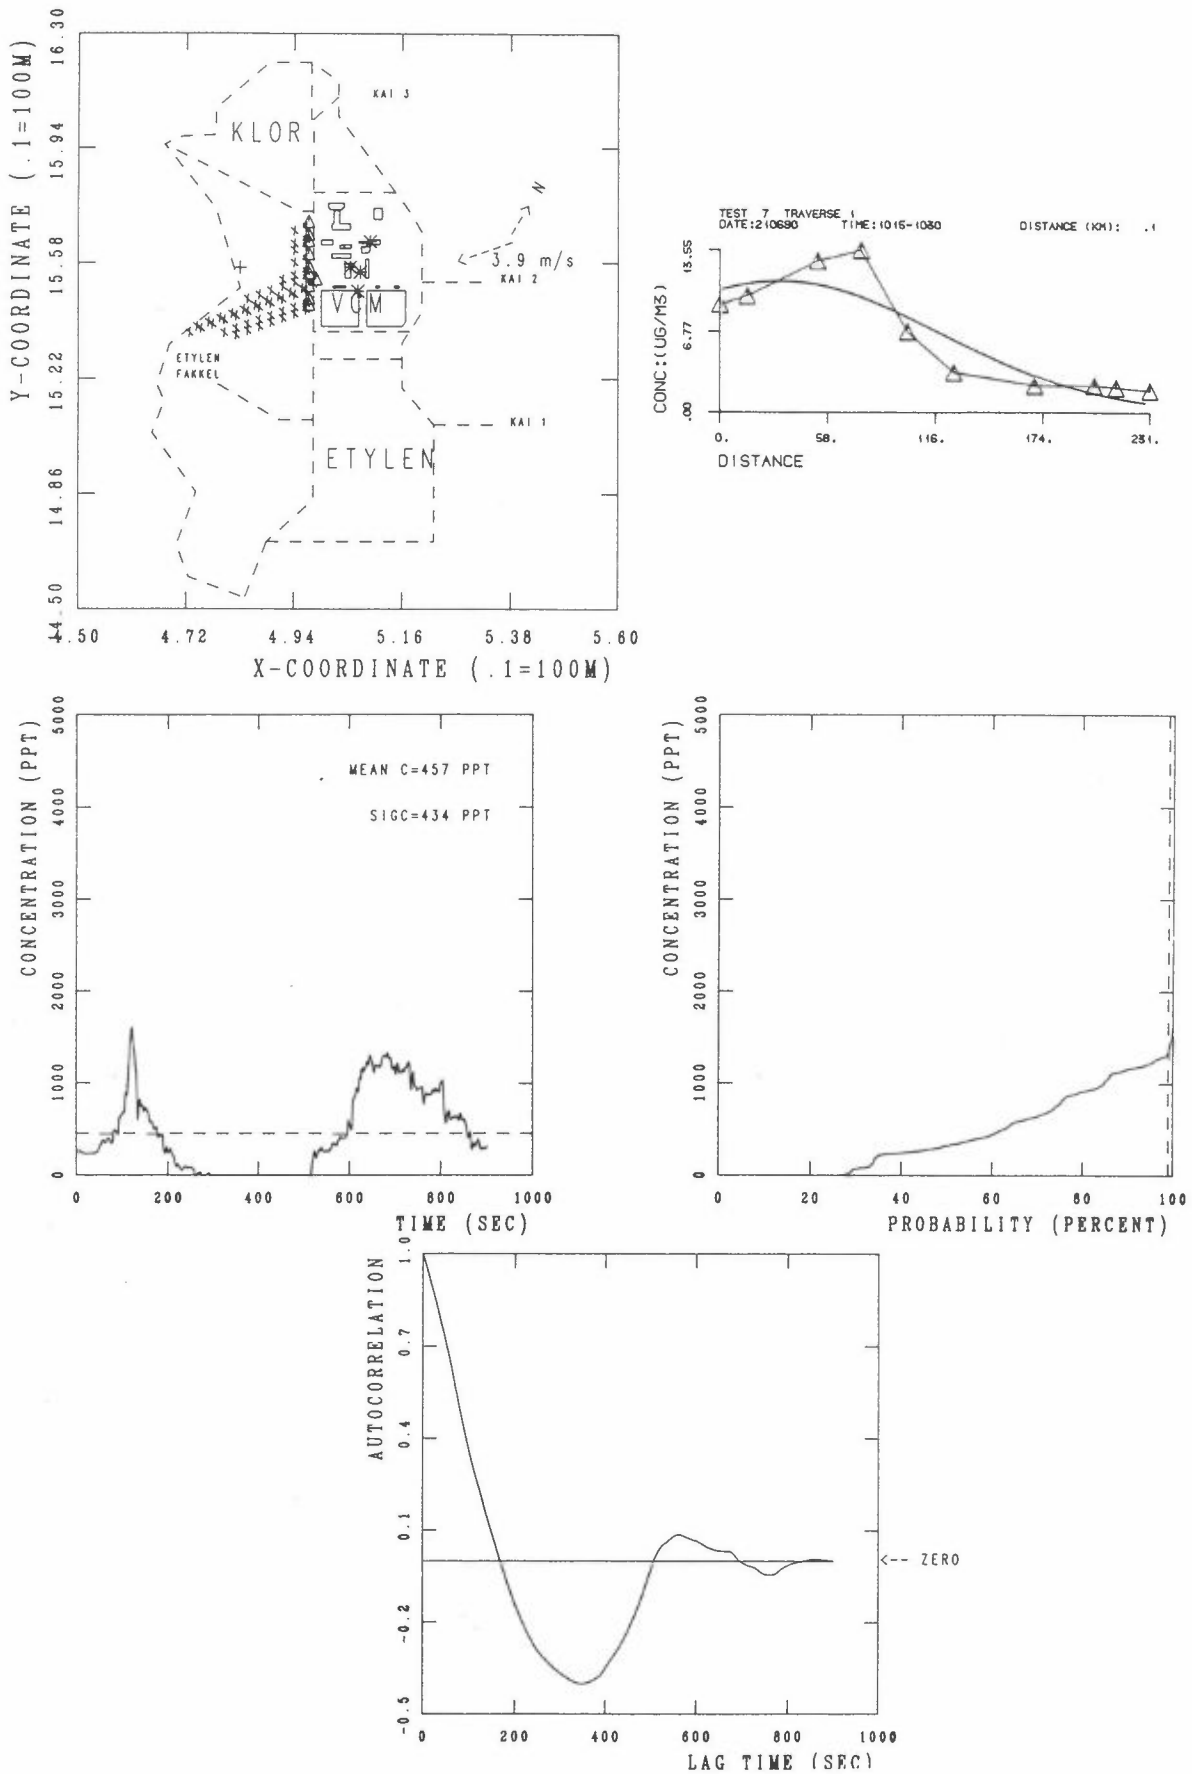 Y-COORDINATE (.1=100M)
16.30
15.94
15.58
15.22
14.86
14.50
KAI 3
KLOR
N
3.9 m/s
KAI 2
VCM
ETYLEN
FAKKEL
KAI 1
ETYLEN
4.50 4.72 4.94 5.16 5.38 5.60
X-COORDINATE (.1=100M)
TEST 7 TRAVERSE 1
DATE:210690 TIME:1015-1030 DISTANCE (KM): .1
CONC:(UG/M3)
13.55
6.77
.00
0. 58. 116. 174. 231.
DISTANCE
CONCENTRATION (PPT)
5000
4000
3000
2000
1000
0
MEAN C=457 PPT
SIGC=434 PPT
0 200 400 600 800 1000
TIME (SEC)
CONCENTRATION (PPT)
5000
4000
3000
2000
1000
0
0 20 40 60 80 100
PROBABILITY (PERCENT)
AUTOCORRELATION
1.0
0.7
0.4
0.1
-0.2
-0.5
<-- ZERO
0 200 400 600 800 1000
LAG TIME (SEC)